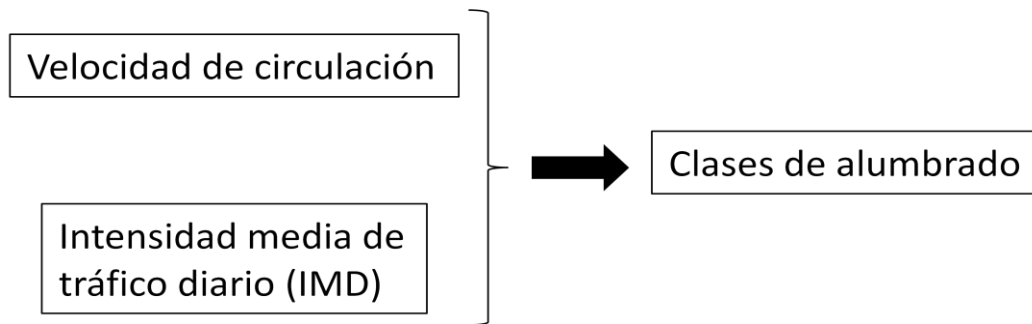 Velocidad de circulación
Intensidad media de
tráfico diario (IMD)
Clases de alumbrado